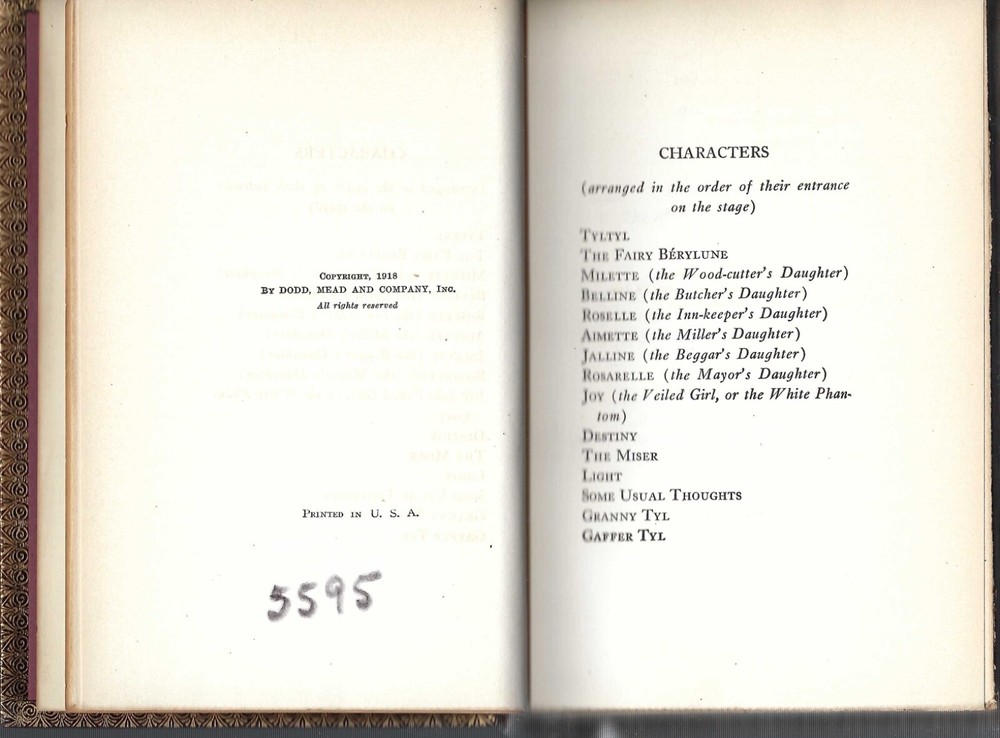 COPYRIGHT, 1918
BY DODD, MEAD AND COMPANY, INC.
All rights reserved
PRINTED IN U. S. A.
5595
CHARACTERS
(arranged in the order of their entrance
on the stage)
TYLTYL
THE FAIRY BÉRYLUNE
MILETTE (the Wood-cutter's Daughter)
BELLINE (the Butcher's Daughter)
ROSELLE (the Inn-keeper's Daughter)
AIMETTE (the Miller's Daughter)
JALLINE (the Beggar's Daughter)
ROSARELLE (the Mayor's Daughter)
JOY (the Veiled Girl, or the White Phan-
tom)
DESTINY
THE MISER
LIGHT
SOME USUAL THOUGHTS
GRANNY TYL
GAFFER TYL